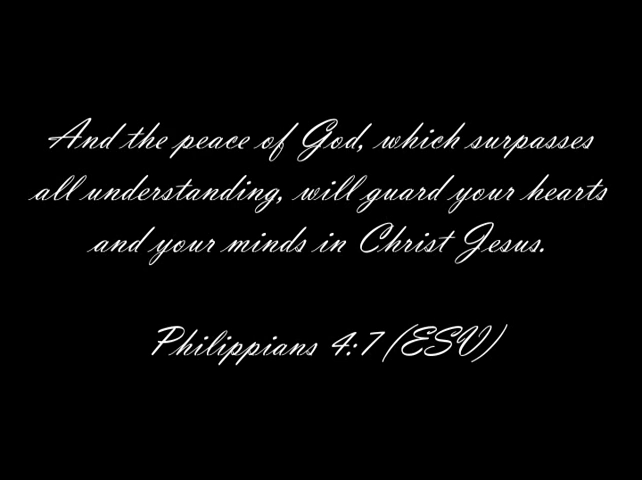 And the peace of God, which surpasses
all understanding, will guard your hearts
and your minds in Christ Jesus.
Philippians 4:7 (ESV)